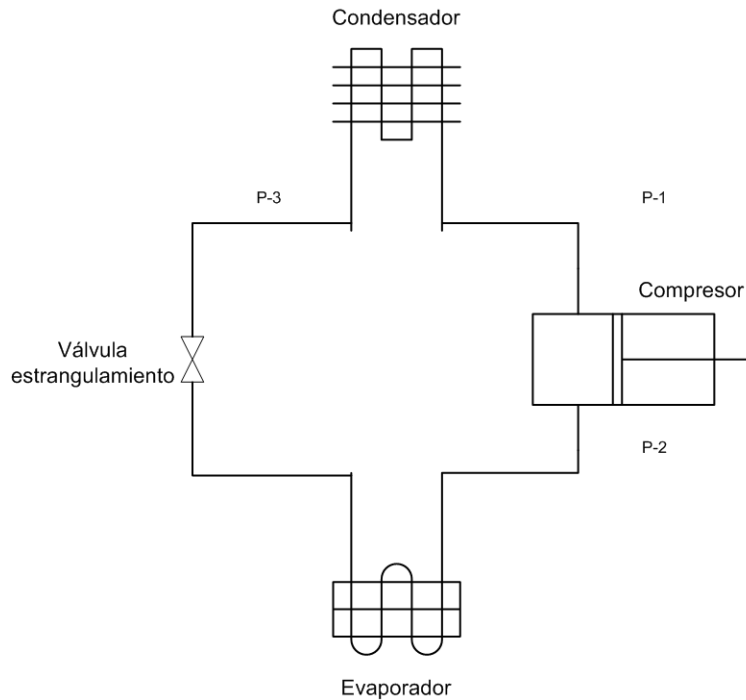 Condensador
P-3
P-1
Compresor
Válvula
estrangulamiento
P-2
Evaporador